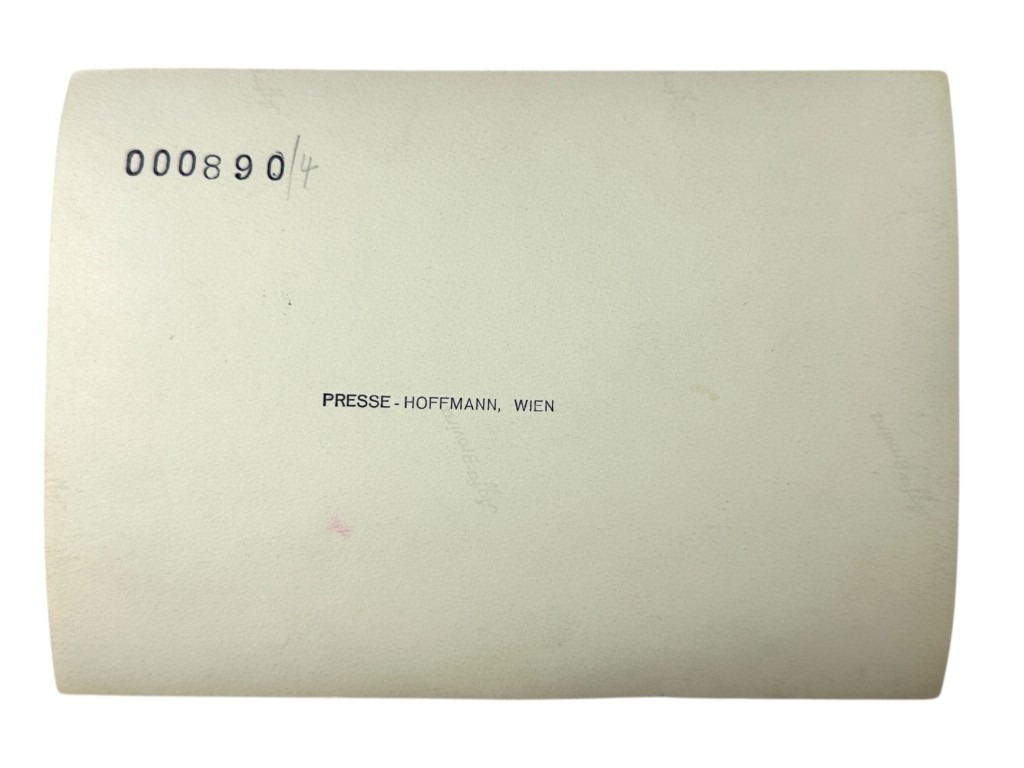 000890/4
PRESSE-HOFFMANN, WIEN